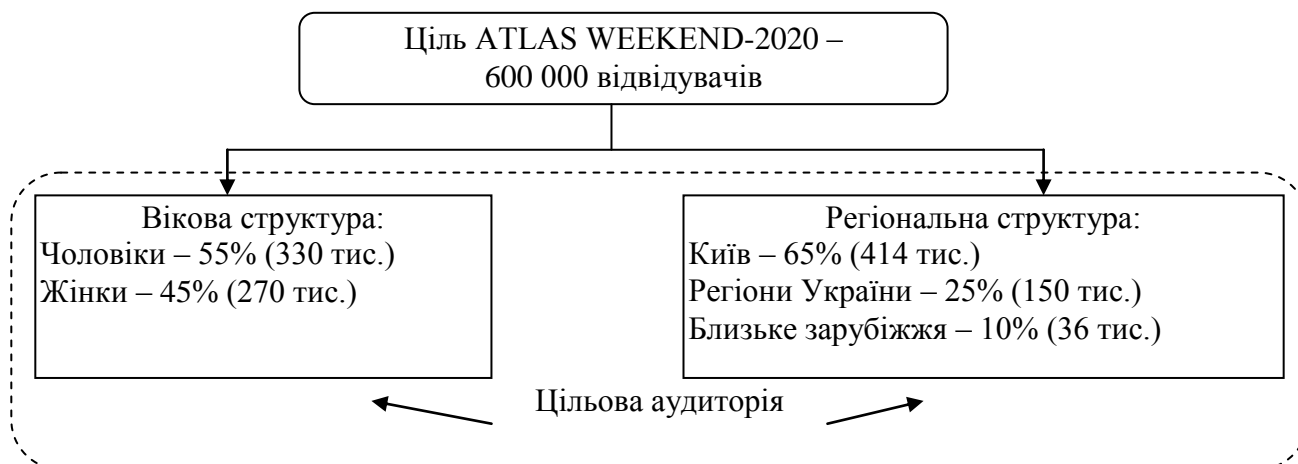 Ціль ATLAS WEEKEND-2020 –
600 000 відвідувачів
Вікова структура:
Чоловіки – 55% (330 тис.)
Жінки – 45% (270 тис.)
Регіональна структура:
Київ – 65% (414 тис.)
Регіони України – 25% (150 тис.)
Близьке зарубіжжя – 10% (36 тис.)
Цільова аудиторія